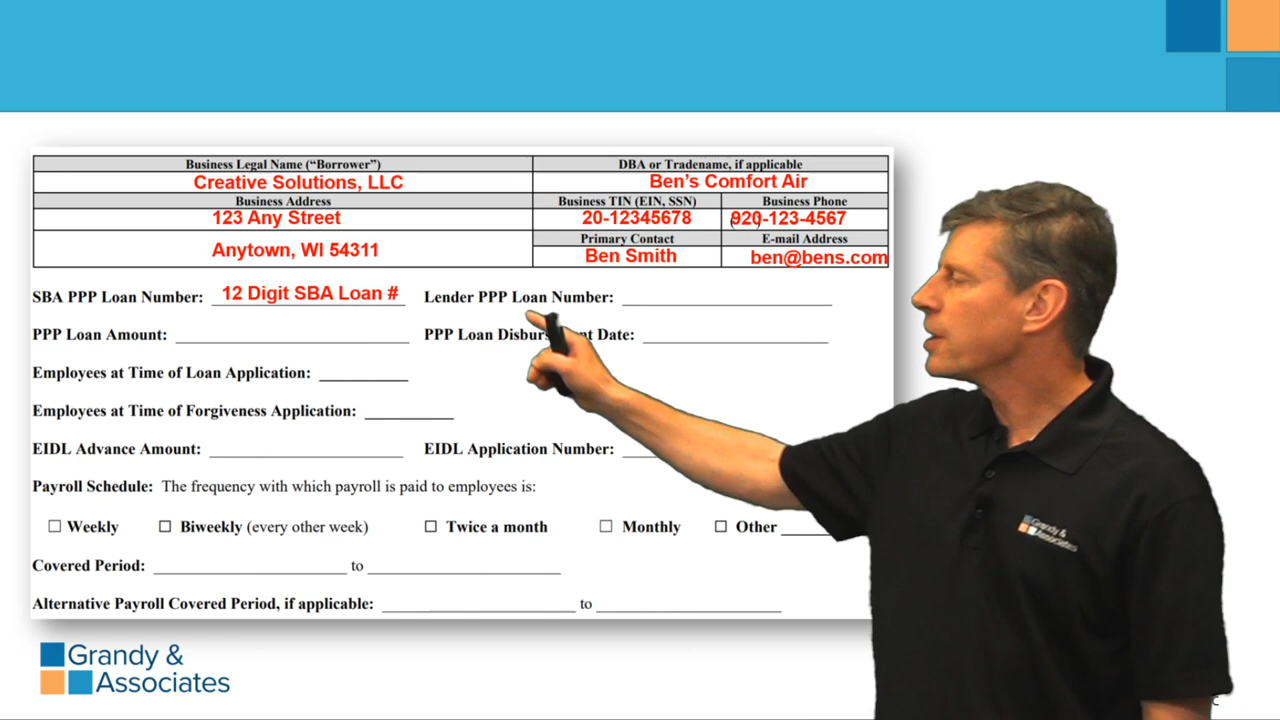 Business Legal Name (“Borrower”) DBA or Tradename, if applicable
Creative Solutions, LLC Ben's Comfort Air
Business Address Business TIN (EIN, SSN) Business Phone
123 Any Street 20-12345678 (920-123-4567 )
Primary Contact E-mail Address
Anytown, WI 54311 Ben Smith ben@bens.com
SBA PPP Loan Number: 12 Digit SBA Loan # Lender PPP Loan Number:
PPP Loan Amount: PPP Loan Date:
Employees at Time of Loan Application:
Employees at Time of Forgiveness Application:
EIDL Advance Amount: EIDL Application Number:
Payroll Schedule: The frequency with which payroll is paid to employees is:
☐ Weekly ☐ Biweekly (every other week) ☐ Twice a month ☐ Monthly ☐ Other
Covered Period: to
Alternative Payroll Covered Period, if applicable: to
Grandy &
Associates
Grandy &
Associates